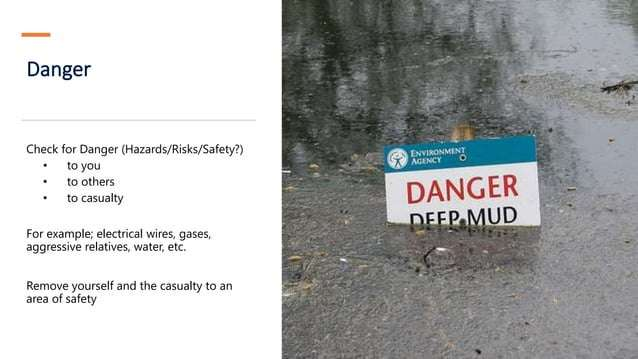 Danger
Check for Danger (Hazards/Risks/Safety?)
• to you
• to others
• to casualty
For example; electrical wires, gases,
aggressive relatives, water, etc.
Remove yourself and the casualty to an
area of safety
ENVIRONMENT
AGENCY
DANGER
DEEP MUD